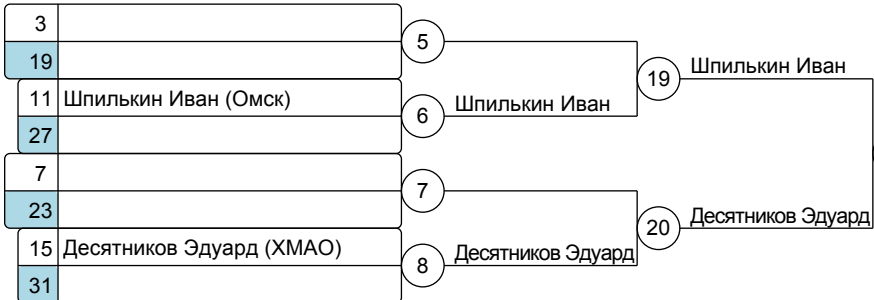 3
5
19
19 Шпилькин Иван
11 Шпилькин Иван (Омск)
6 Шпилькин Иван
27
7
7
23
20 Десятников Эдуард
15 Десятников Эдуард (ХМАО)
8 Десятников Эдуард
31